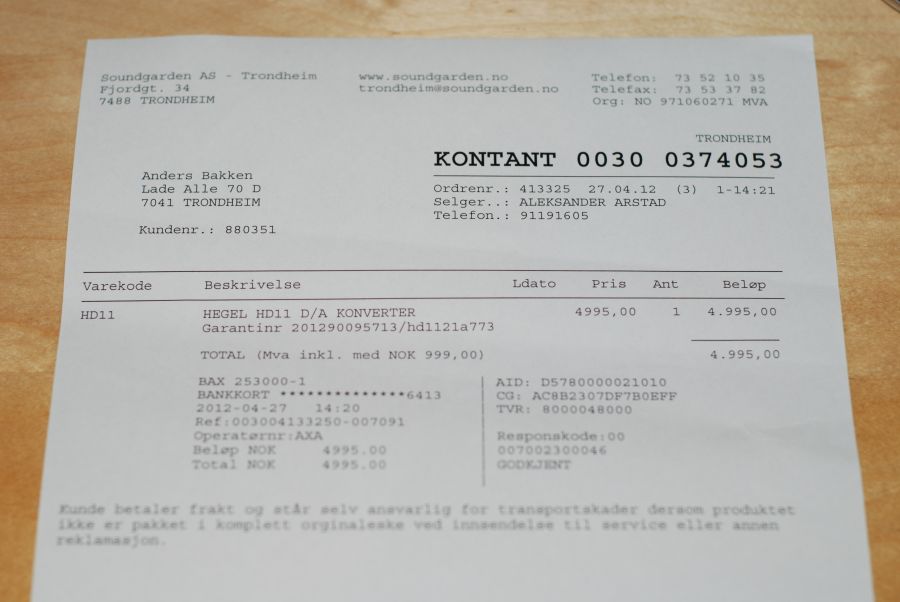 Soundgarden AS - Trondheim
Fjordgt. 34
7488 TRONDHEIM
www.soundgarden.no
trondheim@soundgarden.no
Telefon: 73 52 10 35
Telefax: 73 53 37 82
Org: NO 971060271 MVA
TRONDHEIM
KONTANT 0030 0374053
Anders Bakken
Lade Alle 70 D
7041 TRONDHEIM
Kundenr.: 880351
Ordrenr.: 413325 27.04.12 (3) 1-14:21
Selger..: ALEKSANDER ARSTAD
Telefon.: 91191605
Varekode Beskrivelse Ldato Pris Ant Beløp
HD11 HEGEL HD11 D/A KONVERTER 4995,00 1 4.995,00
Garantinr 201290095713/hd1121a773
TOTAL (Mva inkl. med NOK 999,00) 4.995,00
BAX 253000-1
BANKKORT ***************6413
2012-04-27 14:20
Ref:003004133250-007091
Operatørnr:AXA
Beløp NOK 4995.00
Total NOK 4995.00
AID: D5780000021010
CG: AC8B2307DF7B0EFF
TVR: 8000048000
Responskode:00
007002300046
GODKJENT
Kunde betaler frakt og står selv ansvarlig for transportskader dersom produktet
ikke er pakket i komplett orginaleske ved innsendelse til service eller annen
reklamasjon.